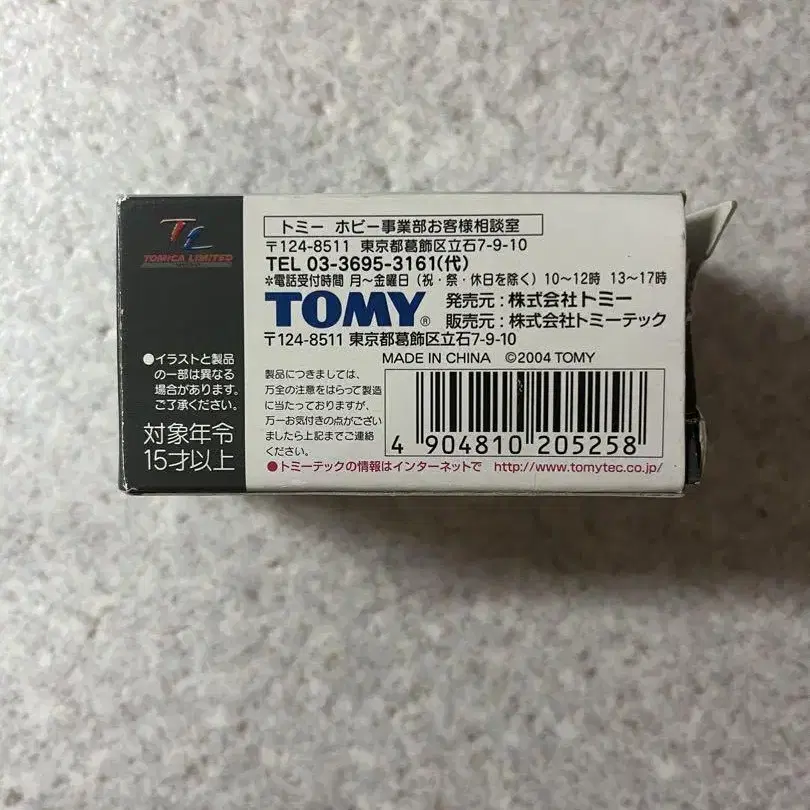 TL
TOMICA LIMITED
●イラストと製品
の一部は異なる
場合があります。
ご了承ください。
対象年令
15才以上
トミー ホビー事業部お客様相談室
〒124-8511 東京都葛飾区立石7-9-10
TEL 03-3695-3161(代)
*電話受付時間 月〜金曜日(祝・祭・休日を除く)10〜12時 13〜17時
TOMY® 発売元:株式会社トミー
販売元:株式会社トミーテック
〒124-8511 東京都葛飾区立石7-9-10
MADE IN CHINA ©2004 TOMY
製品につきましては、
万全の注意をはらって製造
に当たっておりますが、
万一お気付きの点がござい
ましたら上記までご連絡
ください。
4 904810 205258
●トミーテックの情報はインターネットで http://www.tomytec.co.jp/